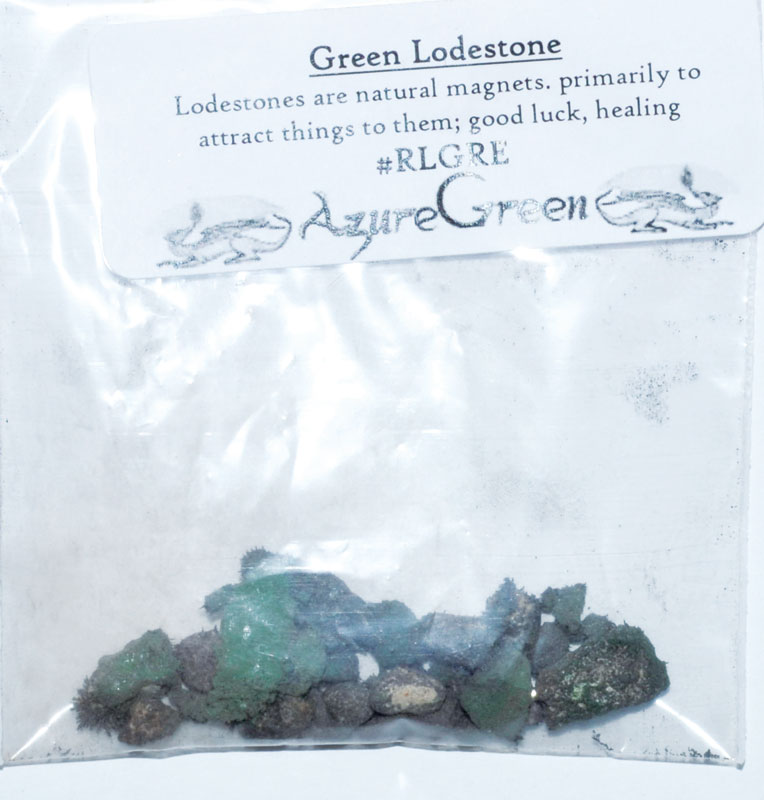 Green Lodestone
Lodestones are natural magnets. primarily to
attract things to them; good luck, healing
#RLGRE
AzureGreen